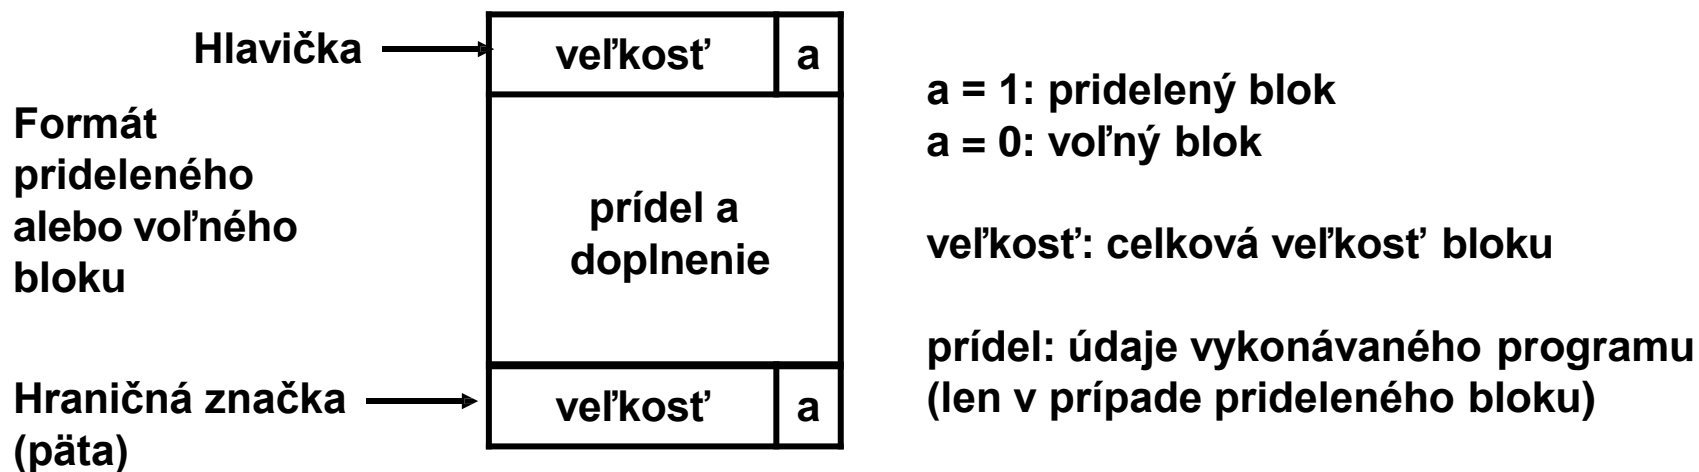 Hlavička
veľkosť a
Formát
prideleného
alebo voľného
bloku
prídel a
doplnenie
Hraničná značka
(päta)
veľkosť a
a = 1: pridelený blok
a = 0: voľný blok
veľkosť: celková veľkosť bloku
prídel: údaje vykonávaného programu
(len v prípade prideleného bloku)